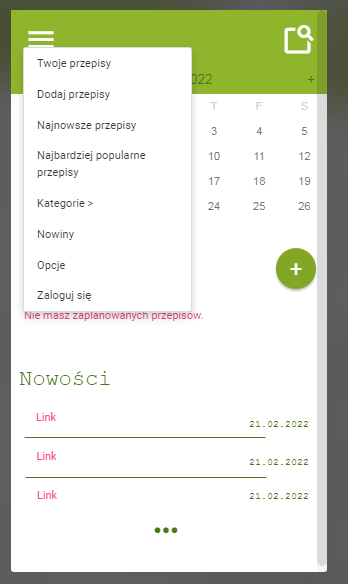 Twoje przepisy
Dodaj przepisy
Najnowsze przepisy
Najbardziej popularne
przepisy
Kategorie >
Nowiny
Opcje
Zaloguj się
022 +
T F S
3 4 5
10 11 12
17 18 19
24 25 26
+
Nie masz zaplanowanych przepisów.
Nowości
Link 21.02.2022
Link 21.02.2022
Link 21.02.2022